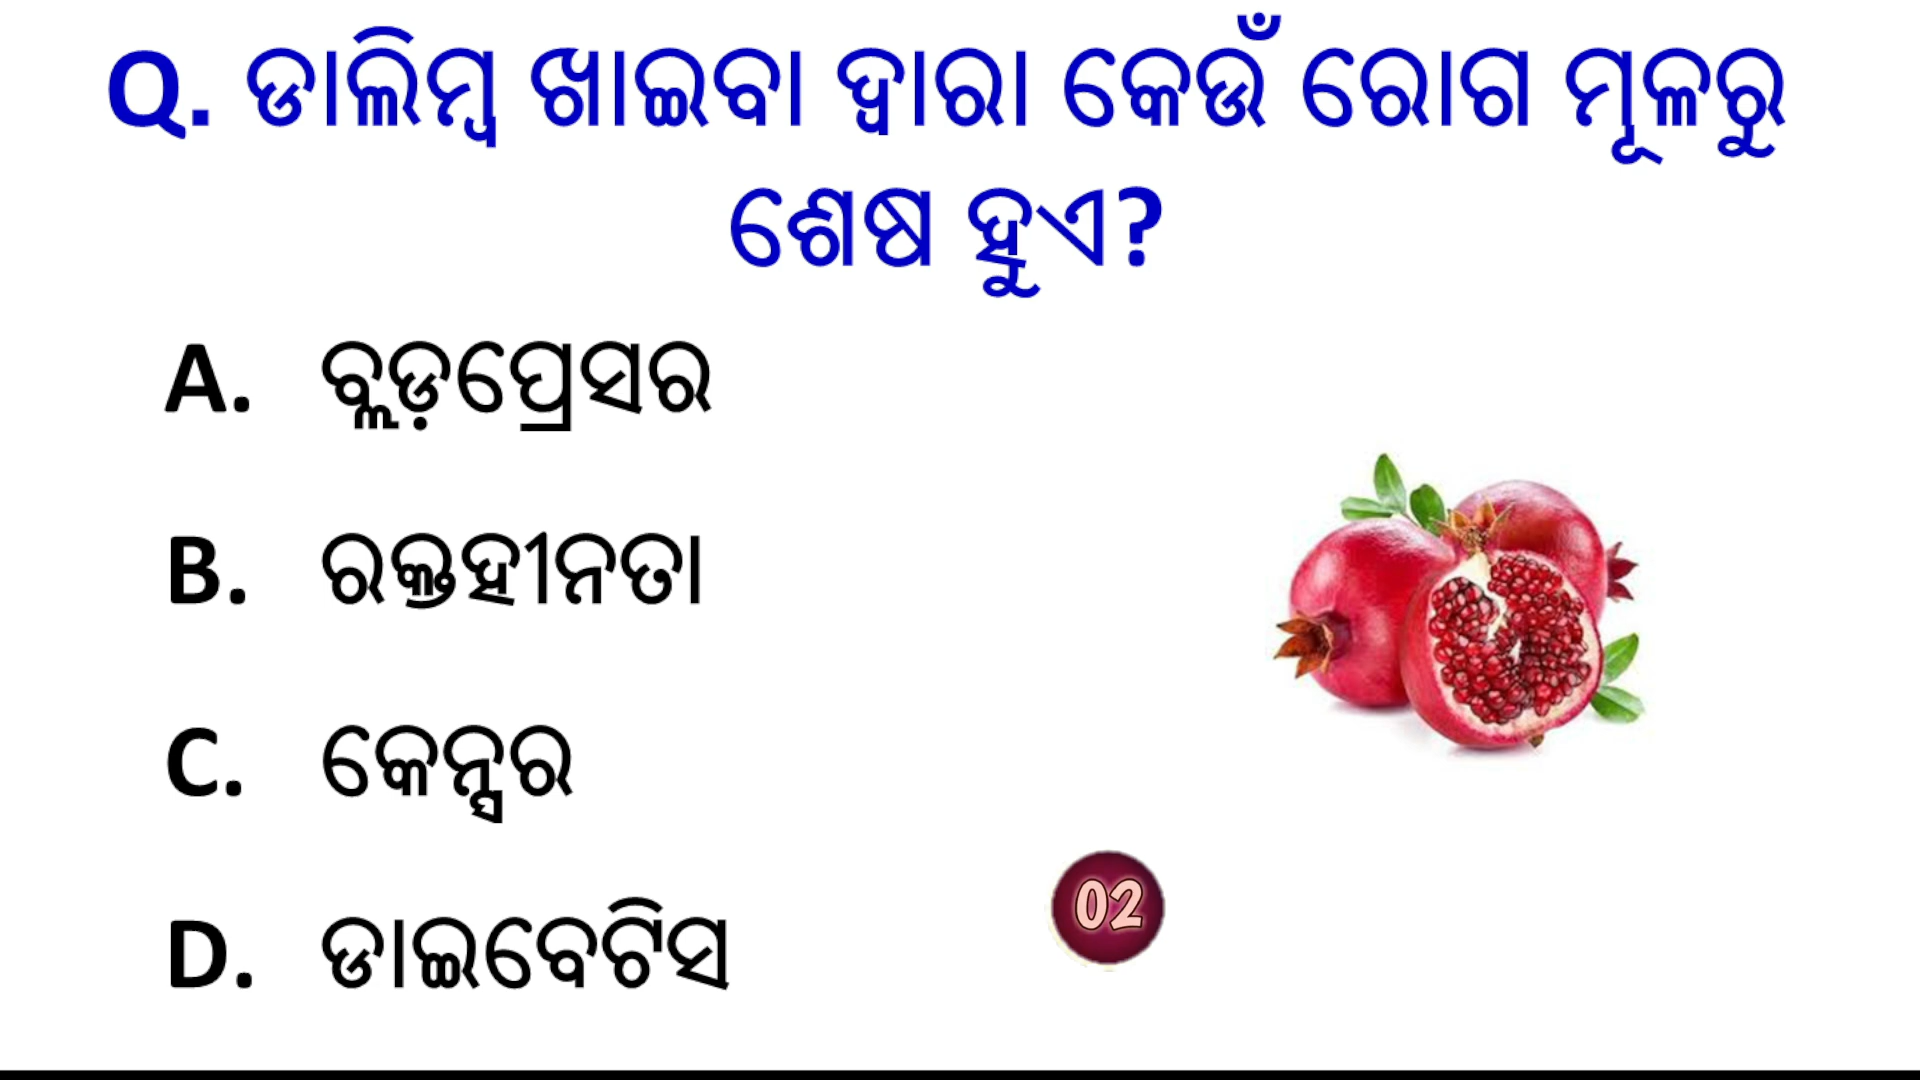 Q. ଡାଲିମ୍ବ ଖାଇବା ଦ୍ଵାରା କେଉଁ ରୋଗ ମୂଳରୁ
ଶେଷ ହୁଏ?
A. ବ୍ଲଡ଼ପ୍ରେସର
B. ରକ୍ତହୀନତା
C. କେନ୍ସର
D. ଡାଇବେଟିସ
02